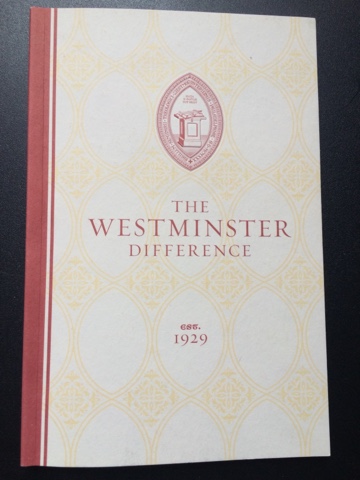 THE
WESTMINSTER
DIFFERENCE
EST.
1929